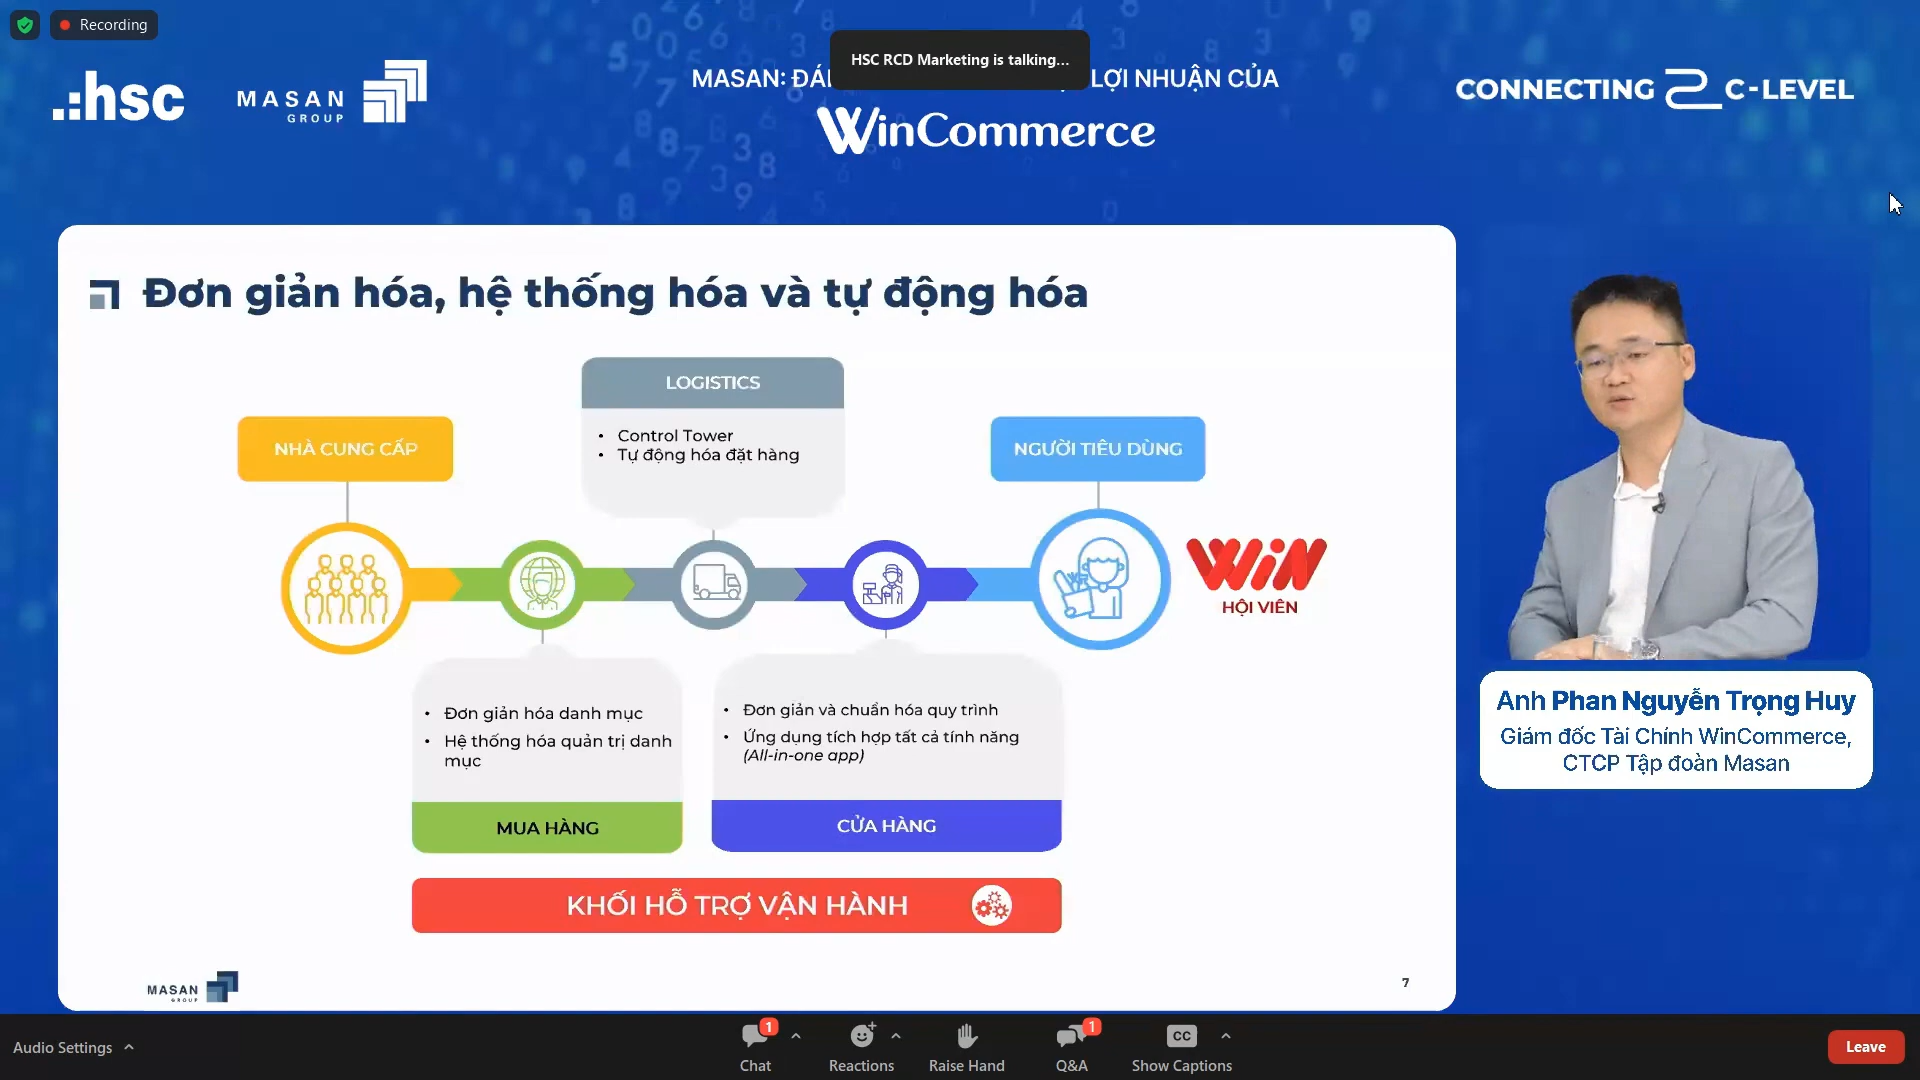 Recording
HSC RCD Marketing is talking...
.:hsc
MASAN
GROUP
MASAN: ĐÁ
LỢI NHUẬN CỦA
WinCommerce
CONNECTING 2 C-LEVEL
Đơn giản hóa, hệ thống hóa và tự động hóa
LOGISTICS
• Control Tower
• Tự động hóa đặt hàng
NHÀ CUNG CẤP
NGƯỜI TIÊU DÙNG
WiN
HỘI VIÊN
• Đơn giản hóa danh mục
• Hệ thống hóa quản trị danh
mục
MUA HÀNG
• Đơn giản và chuẩn hóa quy trình
• Ứng dụng tích hợp tất cả tính năng
(All-in-one app)
CỬA HÀNG
KHỐI HỖ TRỢ VẬN HÀNH
MASAN
GROUP
7
Anh Phan Nguyễn Trọng Huy
Giám đốc Tài Chính WinCommerce,
CTCP Tập đoàn Masan
Audio Settings
1
Chat
Reactions
Raise Hand
1
Q&A
CC
Show Captions
Leave